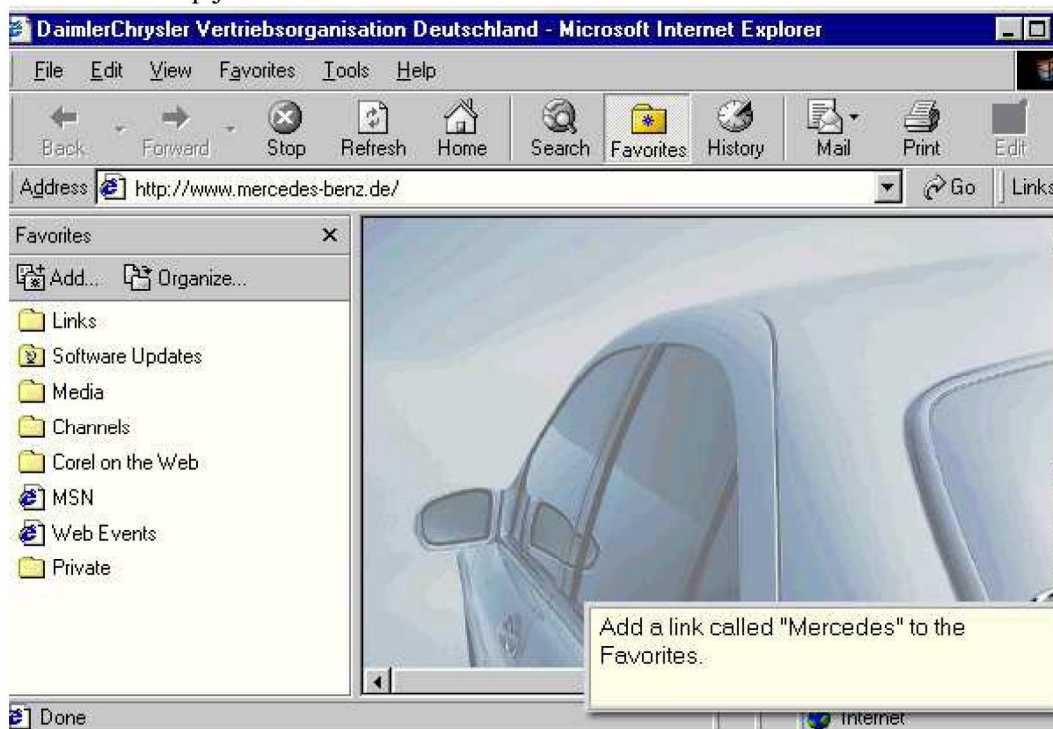 DaimlerChrysler Vertriebsorganisation Deutschland - Microsoft Internet Explorer
File Edit View Favorites Tools Help
Back Forward Stop Refresh Home Search Favorites History Mail Print Edit
Address http://www.mercedes-benz.de/ Go Links
Favorites
Add... Organize...
Links
Software Updates
Media
Channels
Corel on the Web
MSN
Web Events
Private
Add a link called "Mercedes" to the
Favorites.
Done Internet